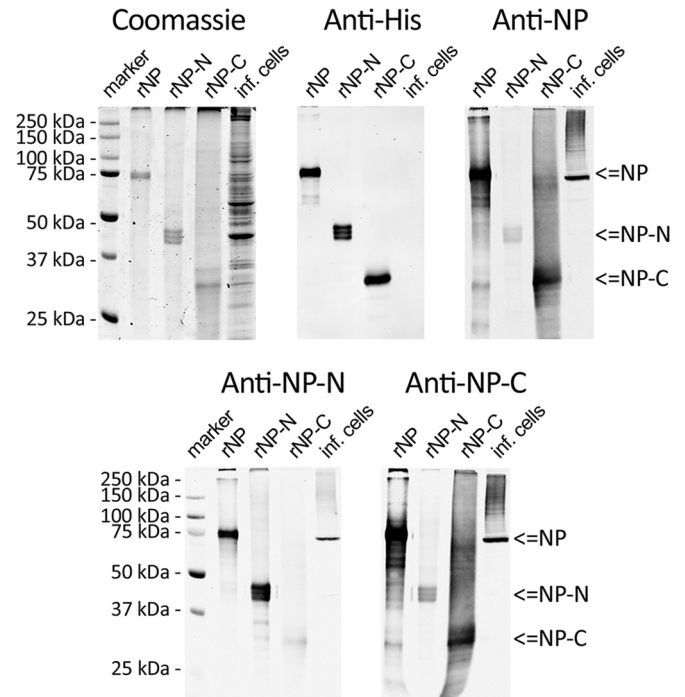 Coomassie Anti-His Anti-NP
marker rNP rNP-N rNP-C inf. cells rNP rNP-N rNP-C inf. cells rNP rNP-N rNP-C inf. cells
250 kDa -
150 kDa -
100 kDa -
75 kDa - <=NP
50 kDa - <=NP-N
37 kDa - <=NP-C
25 kDa -
Anti-NP-N Anti-NP-C
marker rNP rNP-N rNP-C inf. cells rNP rNP-N rNP-C inf. cells
250 kDa -
150 kDa -
100 kDa -
75 kDa - <=NP
50 kDa - <=NP-N
37 kDa - <=NP-C
25 kDa -